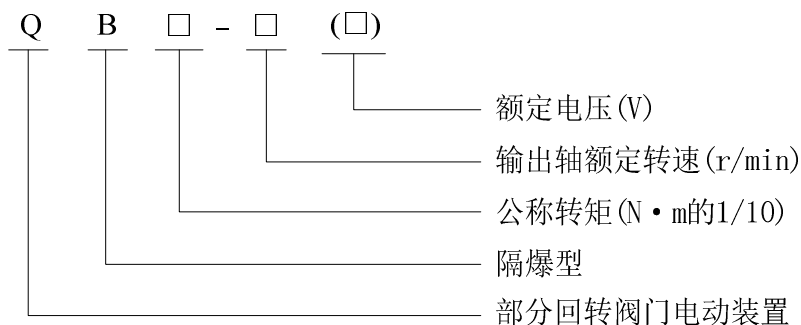 Q B □ - □ (□)
额定电压(V)
输出轴额定转速(r/min)
公称转矩(N·m的1/10)
隔爆型
部分回转阀门电动装置